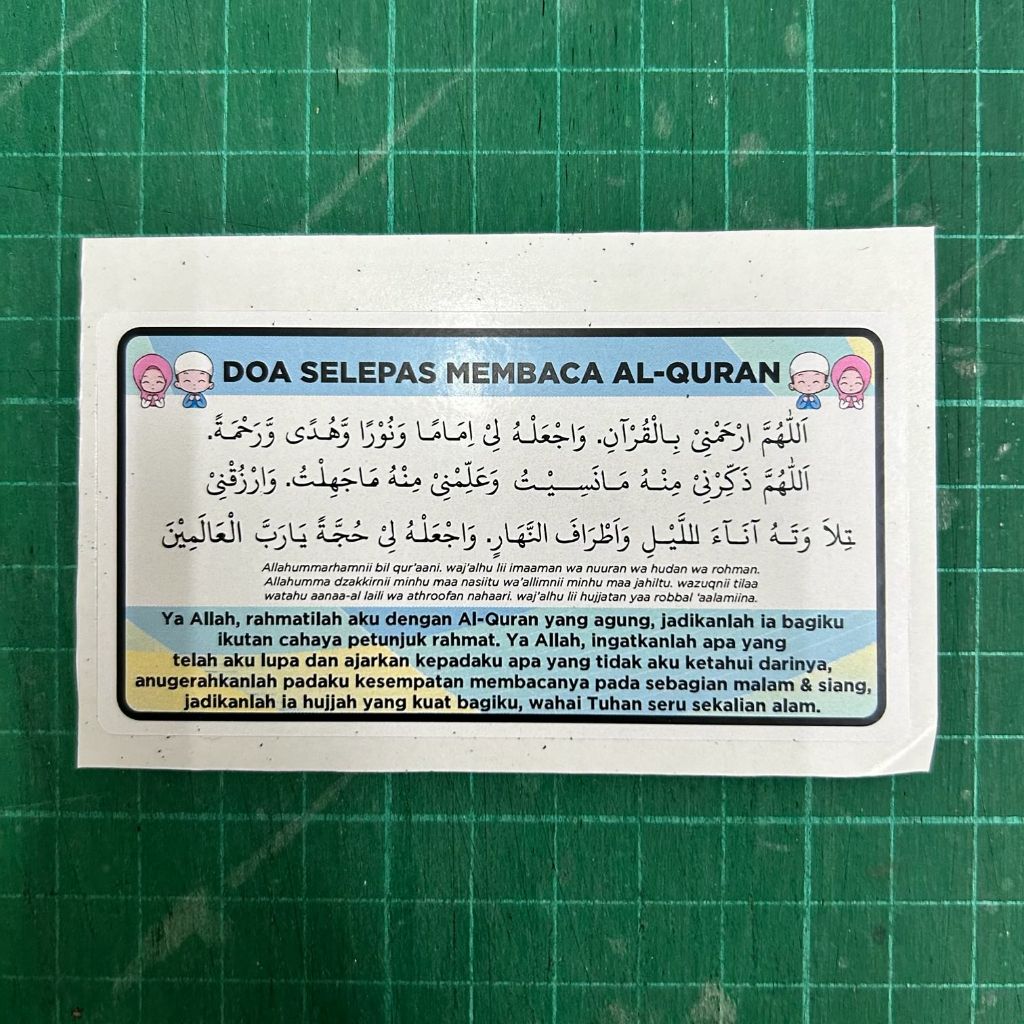 DOA SELEPAS MEMBACA AL-QURAN
اَللّٰهُمَّ ارْحَمْنِيْ بِالْقُرْآنِ. وَاجْعَلْهُ لِيْ اِمَامًا وَنُوْرًا وَّهُدًى وَّرَحْمَةً.
اَللّٰهُمَّ ذَكِّرْنِيْ مِنْهُ مَانَسِيْتُ وَعَلِّمْنِيْ مِنْهُ مَاجَهِلْتُ. وَارْزُقْنِيْ
تِلاَ وَتَهُ آنَآءَ للَّيْلِ وَاَطْرَافَ النَّهَارِ. وَاجْعَلْهُ لِيْ حُجَّةً يَارَبَّ الْعَالَمِيْنَ
Allahummarhamnii bil qur'aani. waj'alhu lii imaaman wa nuuran wa hudan wa rohman.
Allahumma dzakkirnii minhu maa nasiitu wa'allimnii minhu maa jahiltu. wazuqnii tilaa
watahu aanaa-al laili wa athroofan nahaari. waj'alhu lii hujjatan yaa robbal 'aalamiina.
Ya Allah, rahmatilah aku dengan Al-Quran yang agung, jadikanlah ia bagiku
ikutan cahaya petunjuk rahmat. Ya Allah, ingatkanlah apa yang
telah aku lupa dan ajarkan kepadaku apa yang tidak aku ketahui darinya,
anugerahkanlah padaku kesempatan membacanya pada sebagian malam & siang,
jadikanlah ia hujjah yang kuat bagiku, wahai Tuhan seru sekalian alam.